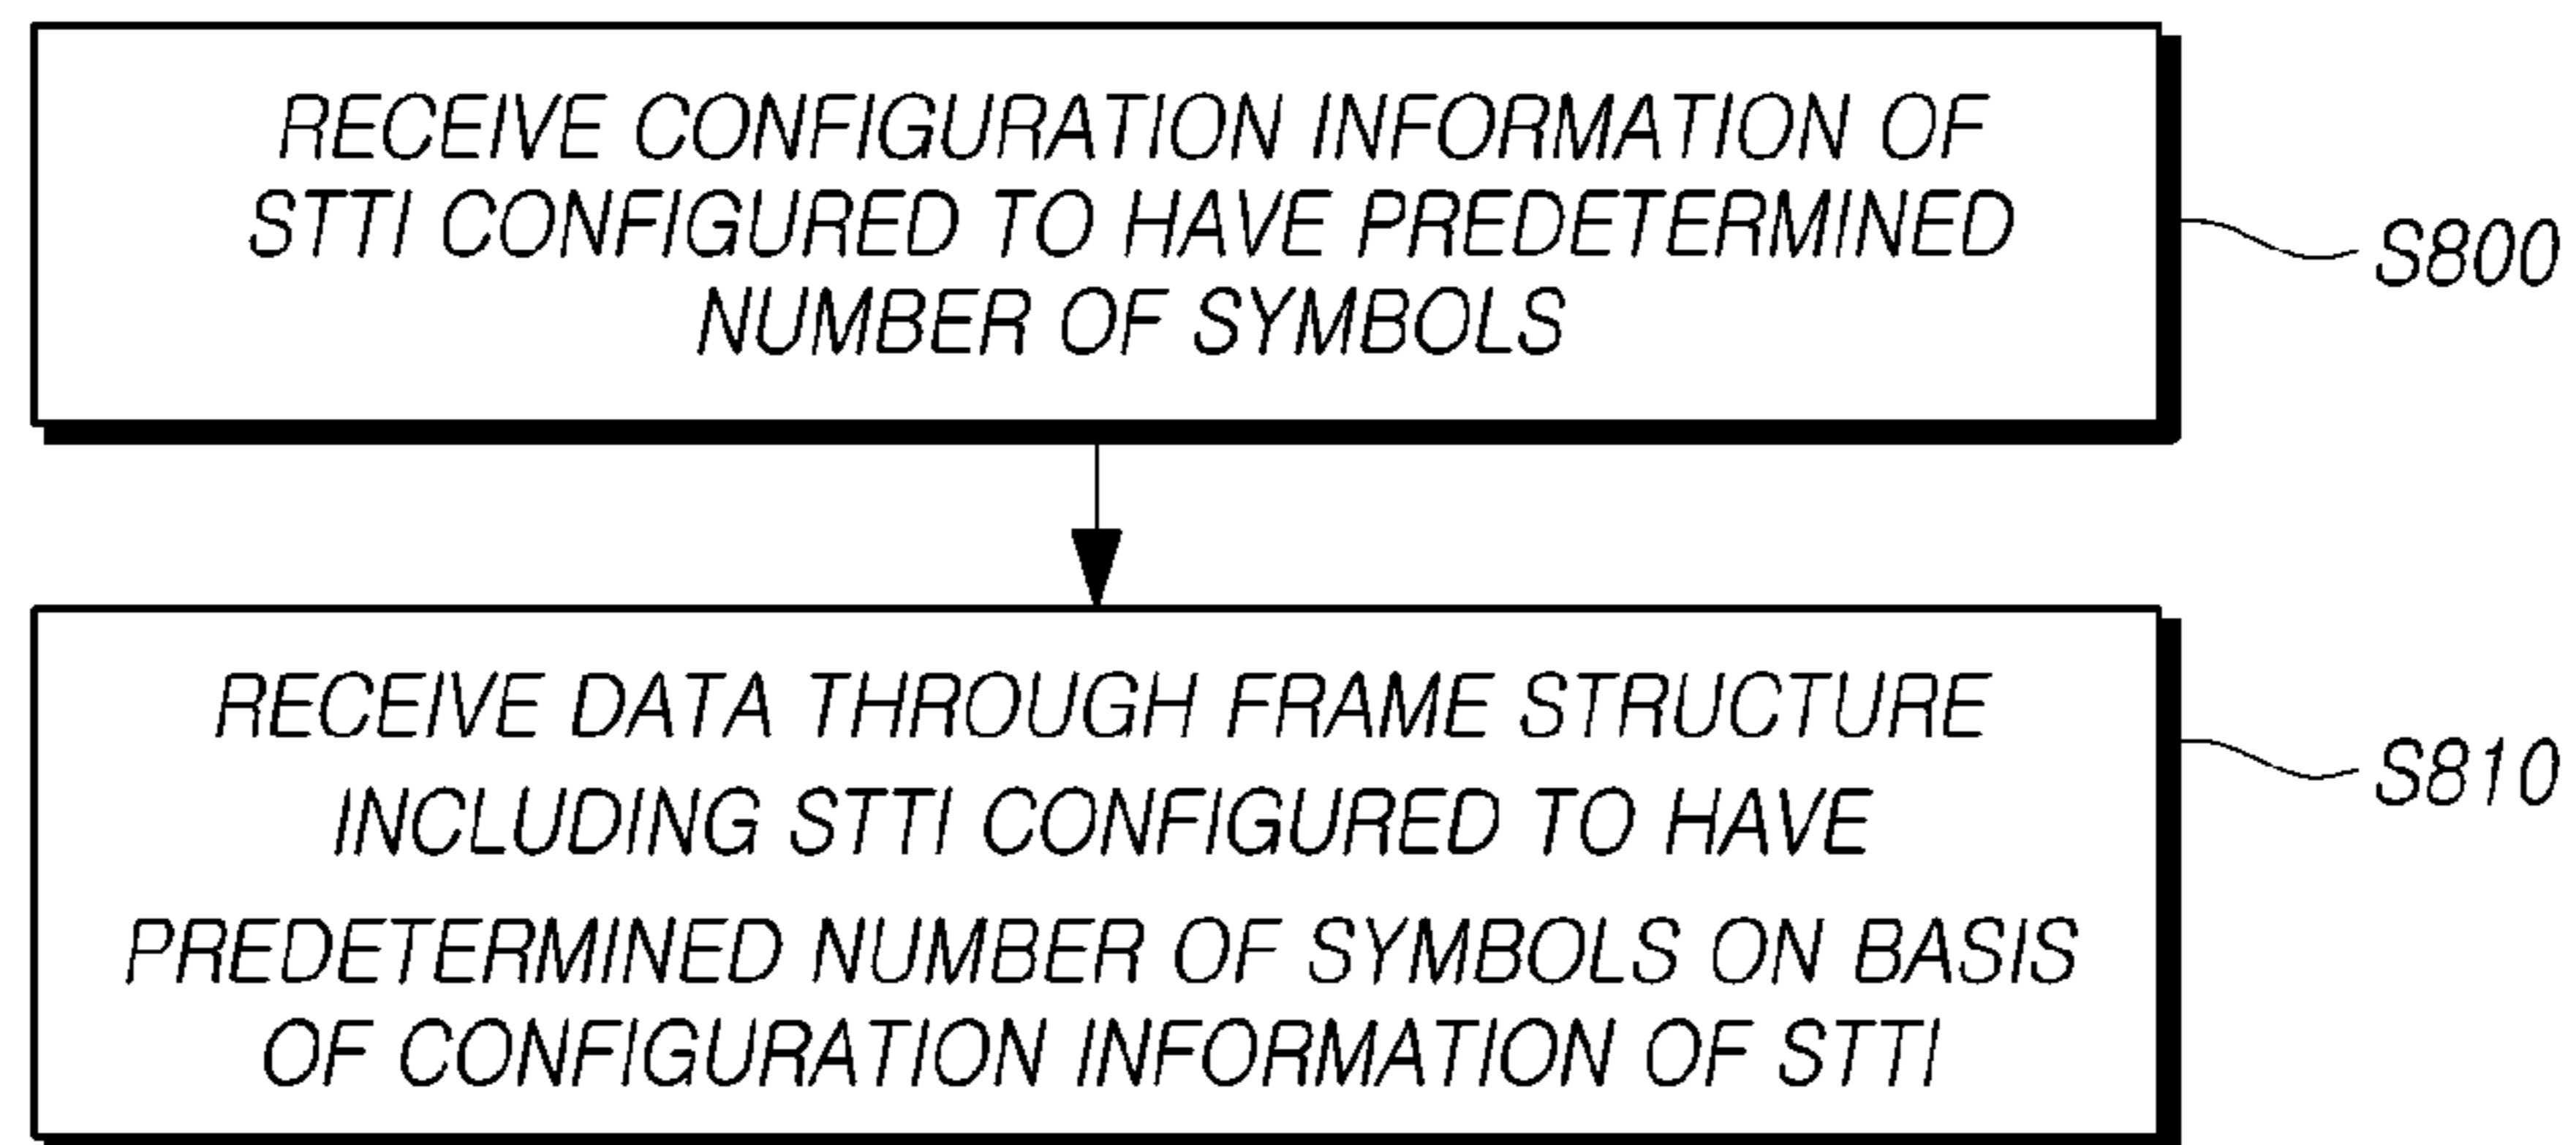 RECEIVE CONFIGURATION INFORMATION OF
STTI CONFIGURED TO HAVE PREDETERMINED
NUMBER OF SYMBOLS
S800
RECEIVE DATA THROUGH FRAME STRUCTURE
INCLUDING STTI CONFIGURED TO HAVE
PREDETERMINED NUMBER OF SYMBOLS ON BASIS
OF CONFIGURATION INFORMATION OF STTI
S810